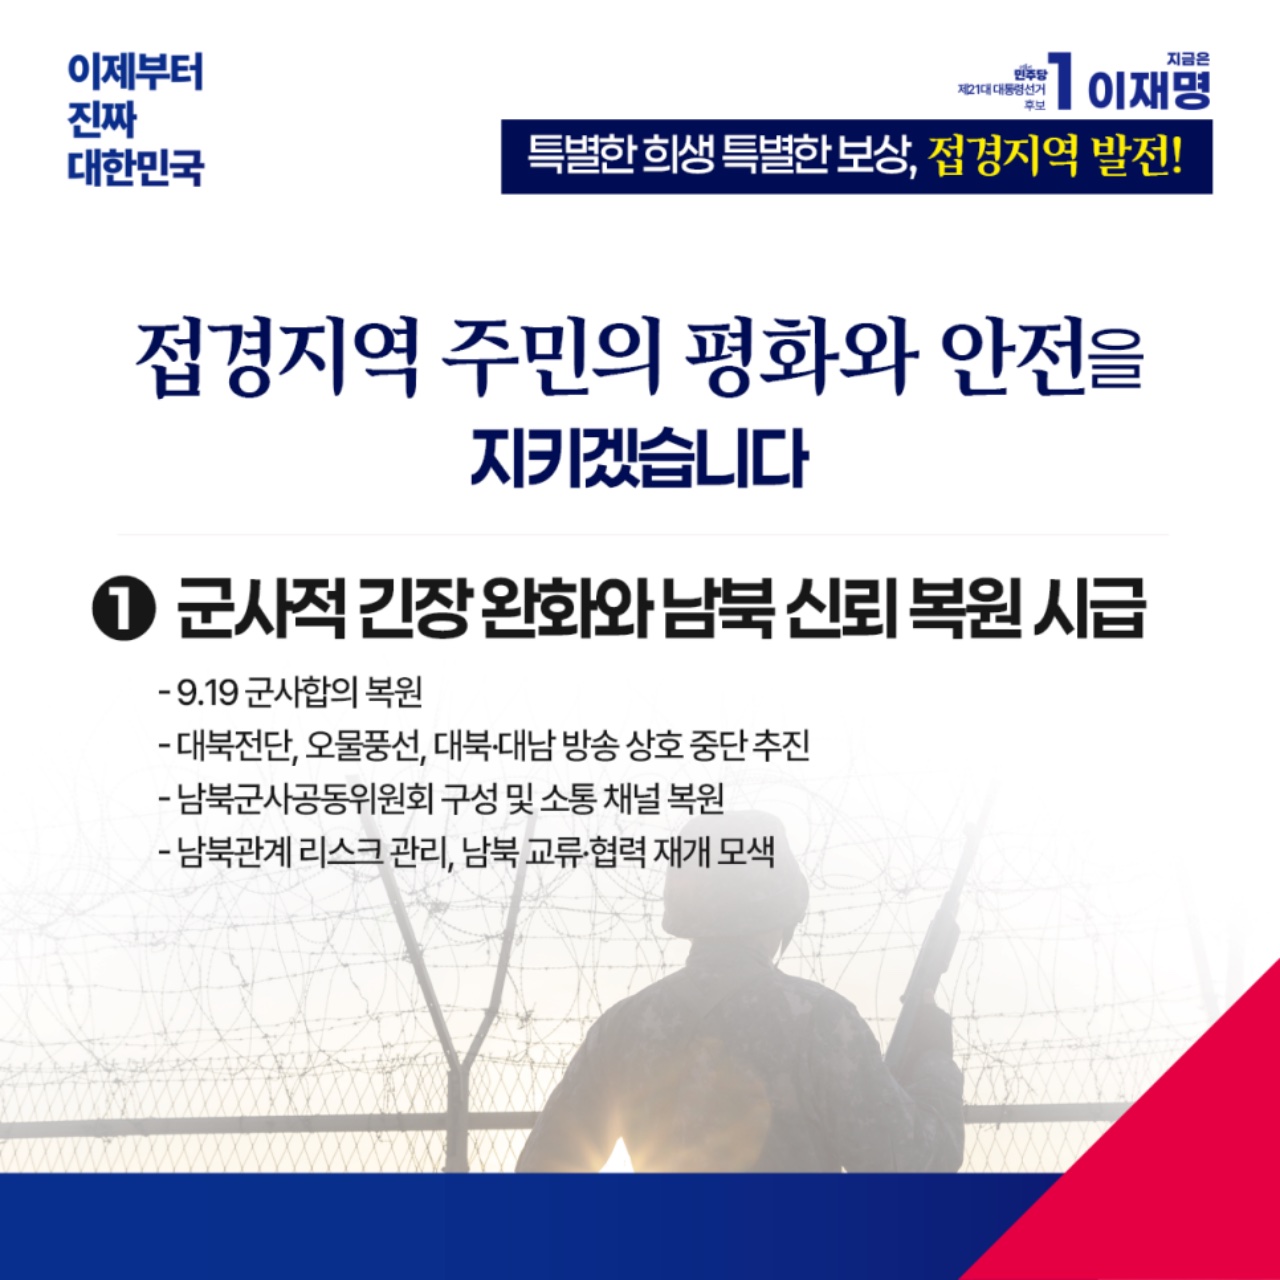 이제부터
진짜
대한민국
민주당
제21대 대통령선거
후보
1
지금은
이재명
특별한 희생 특별한 보상, 접경지역 발전!
접경지역 주민의 평화와 안전을
지키겠습니다
1 군사적 긴장 완화와 남북 신뢰 복원 시급
- 9.19 군사합의 복원
- 대북전단, 오물풍선, 대북·대남 방송 상호 중단 추진
- 남북군사공동위원회 구성 및 소통 채널 복원
- 남북관계 리스크 관리, 남북 교류·협력 재개 모색